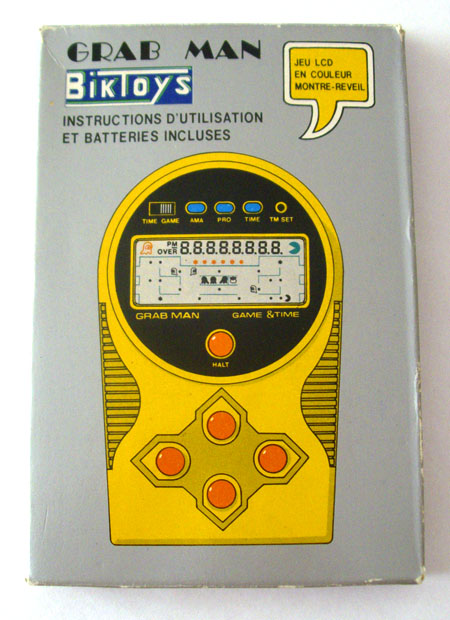 GRAB MAN
BikToys
JEU LCD
EN COULEUR
MONTRE-REVEIL
INSTRUCTIONS D'UTILISATION
ET BATTERIES INCLUSES
TIME GAME AMA PRO TIME TM SET
PM 8.8.8.8.8.8.8.8.
OVER
GRAB MAN GAME &TIME
HALT